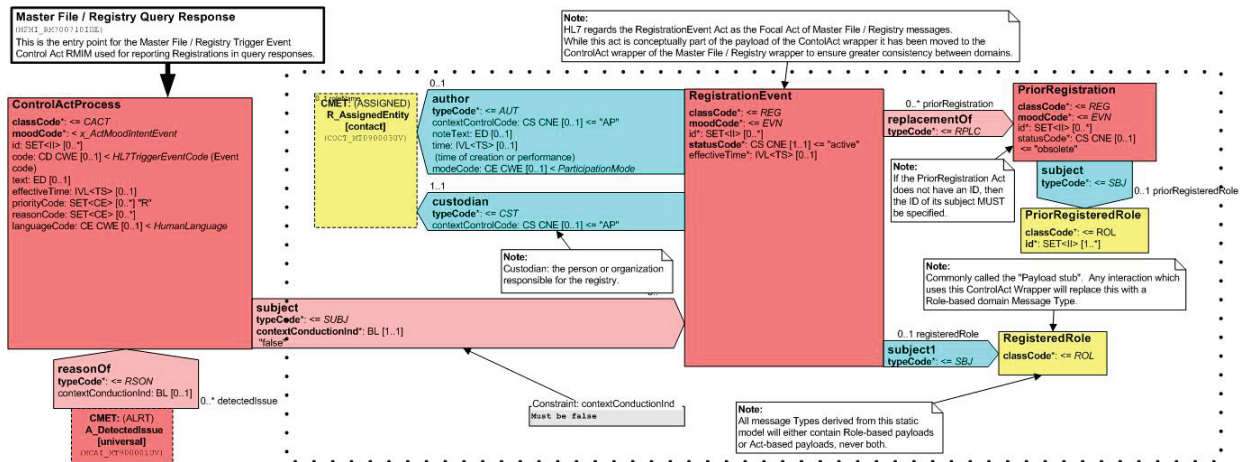 Master File / Registry Query Response
(MFMI_RM700710IUE)
This is the entry point for the Master File / Registry Trigger Event
Control Act RMIM used for reporting Registrations in query responses.
Note:
HL7 regards the RegistrationEvent Act as the Focal Act of Master File / Registry messages.
While this act is conceptually part of the payload of the ContolAct wrapper it has been moved to the
ControlAct wrapper of the Master File / Registry wrapper to ensure greater consistency between domains.
ControlActProcess
classCode*: <= CACT
moodCode*: < x_ActMoodIntentEvent
id: SET<II> [0..*]
code: CD CWE [0..1] < HL7TriggerEventCode (Event
code)
text: ED [0..1]
effectiveTime: IVL<TS> [0..1]
priorityCode: SET<CE> [0..*] "R"
reasonCode: SET<CE> [0..*]
languageCode: CE CWE [0..1] < HumanLanguage
CMET: (ASSIGNED)
R_AssignedEntity
[contact]
(COCT_MT090003UV)
0..1
author
typeCode*: <= AUT
contextControlCode: CS CNE [0..1] <= "AP"
noteText: ED [0..1]
time: IVL<TS> [0..1]
(time of creation or performance)
modeCode: CE CWE [0..1] < ParticipationMode
1..1
custodian
typeCode*: <= CST
contextControlCode: CS CNE [0..1] <= "AP"
Note:
Custodian: the person or organization
responsible for the registry.
RegistrationEvent
classCode*: <= REG
moodCode*: <= EVN
id*: SET<II> [0..*]
statusCode*: CS CNE [1..1] <= "active"
effectiveTime*: IVL<TS> [0..1]
0..* priorRegistration
replacementOf
typeCode*: <= RPLC
PriorRegistration
classCode*: <= REG
moodCode*: <= EVN
id*: SET<II> [0..*]
statusCode*: CS CNE [0..1]
<= "obsolete"
Note:
If the PriorRegistration Act
does not have an ID, then
the ID of its subject MUST
be specified.
subject
typeCode*: <= SBJ
0..1 priorRegisteredRole
PriorRegisteredRole
classCode*: <= ROL
id*: SET<II> [1..*]
Note:
Commonly called the "Payload stub". Any interaction which
uses this ControlAct Wrapper will replace this with a
Role-based domain Message Type.
subject
typeCode*: <= SUBJ
contextConductionInd*: BL [1..1]
"false"
0..1 registeredRole
subject1
typeCode*: <= SBJ
RegisteredRole
classCode*: <= ROL
reasonOf
typeCode*: <= RSON
contextConductionInd: BL [0..1]
0..* detectedIssue
CMET: (ALRT)
A_DetectedIssue
[universal]
(MCAI_MT900001UV)
Constraint: contextConductionInd
Must be false
Note:
All message Types derived from this static
model will either contain Role-based payloads
or Act-based payloads, never both.